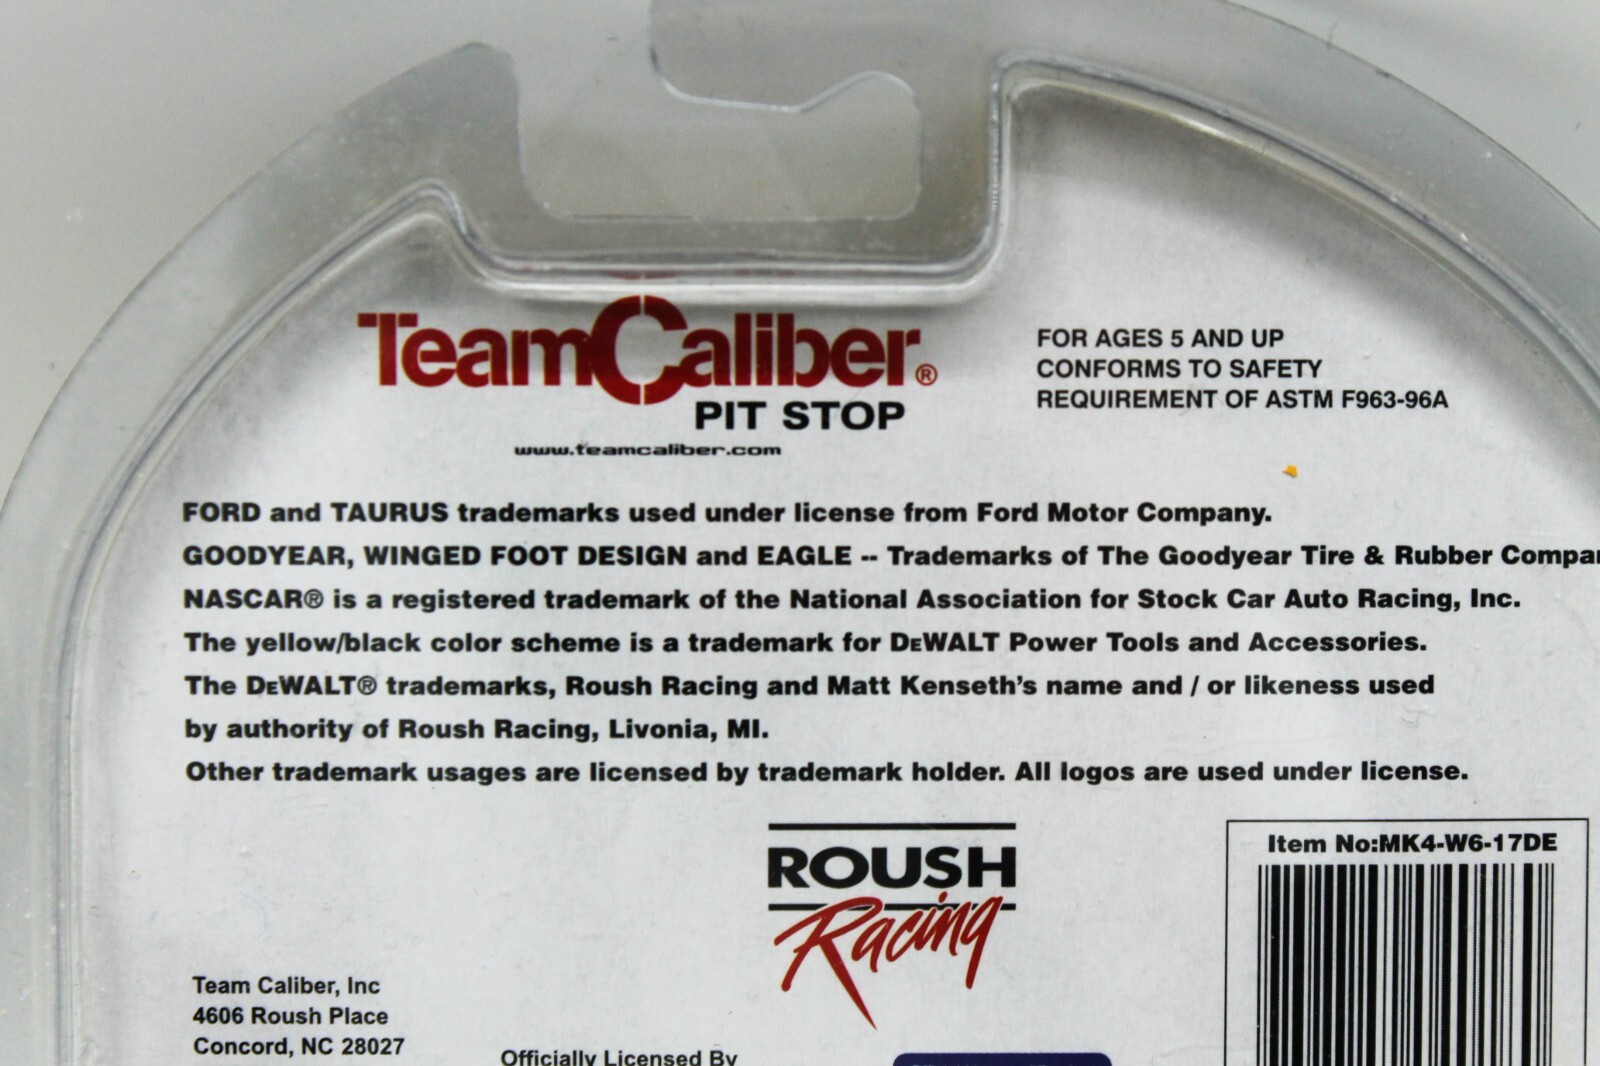 TeamCaliber®
PIT STOP
www.teamcaliber.com
FOR AGES 5 AND UP
CONFORMS TO SAFETY
REQUIREMENT OF ASTM F963-96A
FORD and TAURUS trademarks used under license from Ford Motor Company.
GOODYEAR, WINGED FOOT DESIGN and EAGLE -- Trademarks of The Goodyear Tire & Rubber Compa
NASCAR® is a registered trademark of the National Association for Stock Car Auto Racing, Inc.
The yellow/black color scheme is a trademark for DEWALT Power Tools and Accessories.
The DEWALT® trademarks, Roush Racing and Matt Kenseth's name and / or likeness used
by authority of Roush Racing, Livonia, MI.
Other trademark usages are licensed by trademark holder. All logos are used under license.
ROUSH
Racing
Item No:MK4-W6-17DE
Team Caliber, Inc
4606 Roush Place
Concord, NC 28027
Officially Licensed By